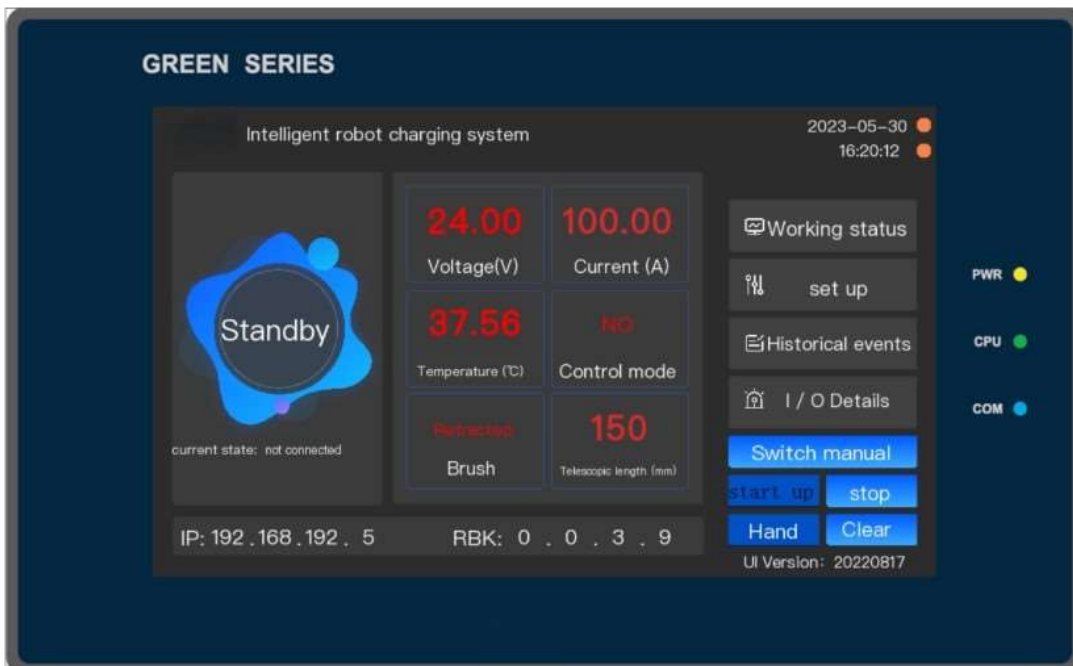 GREEN SERIES
Intelligent robot charging system
2023-05-30
16:20:12
24.00
Voltage(V)
100.00
Current (A)
37.56
Temperature (℃)
NO
Control mode
Retracted
Brush
150
Telescopic length (mm)
Standby
current state: not connected
Working status
set up
Historical events
I / O Details
Switch manual
start up
stop
Hand
Clear
IP: 192 . 168 . 192 . 5
RBK: 0 . 0 . 3 . 9
UI Version: 20220817
PWR
CPU
COM